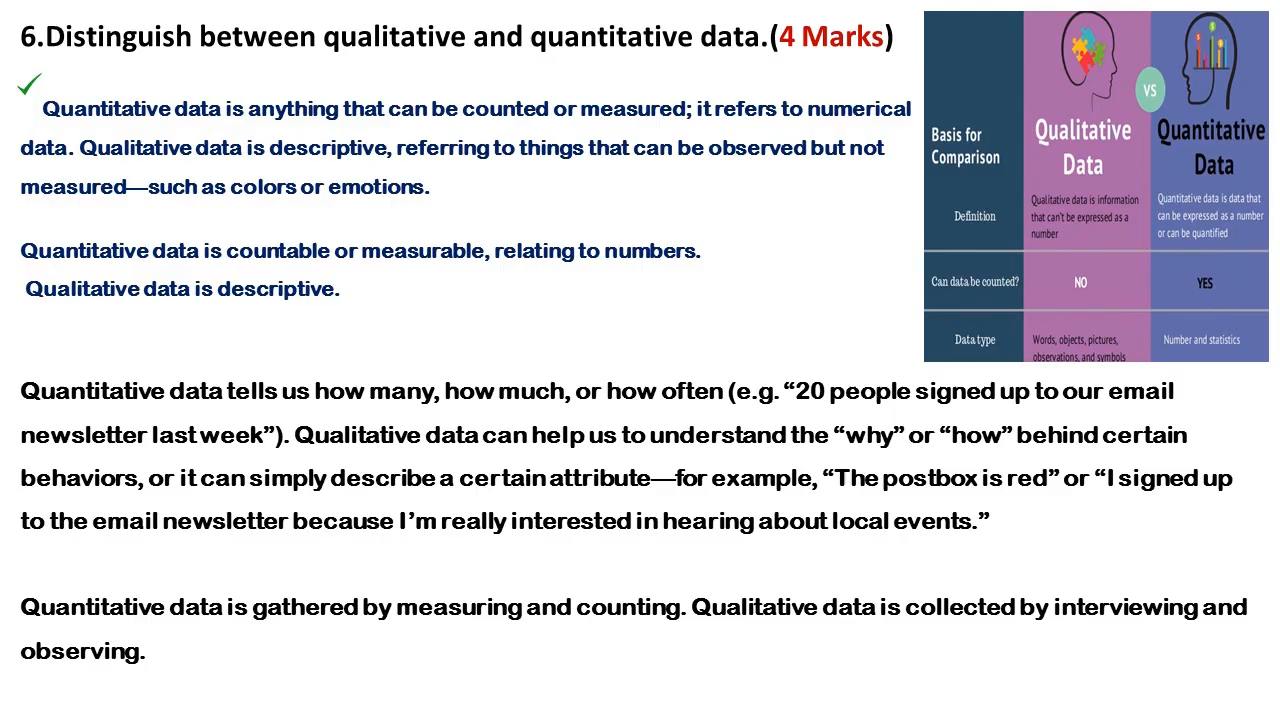 6.Distinguish between qualitative and quantitative data.(4 Marks)
Quantitative data is anything that can be counted or measured; it refers to numerical
data. Qualitative data is descriptive, referring to things that can be observed but not
measured—such as colors or emotions.
Quantitative data is countable or measurable, relating to numbers.
Qualitative data is descriptive.
Basis for
Comparison
Qualitative
Data
VS
Quantitative
Data
Definition
Qualitative data is information
that can't be expressed as a
number
Quantitative data is data that
can be expressed as a number
or can be quantified
Can data be counted?
NO
YES
Data type
Words, objects, pictures,
observations, and symbols
Number and statistics
Quantitative data tells us how many, how much, or how often (e.g. “20 people signed up to our email
newsletter last week”). Qualitative data can help us to understand the “why” or “how” behind certain
behaviors, or it can simply describe a certain attribute—for example, “The postbox is red” or “I signed up
to the email newsletter because I’m really interested in hearing about local events.”
Quantitative data is gathered by measuring and counting. Qualitative data is collected by interviewing and
observing.